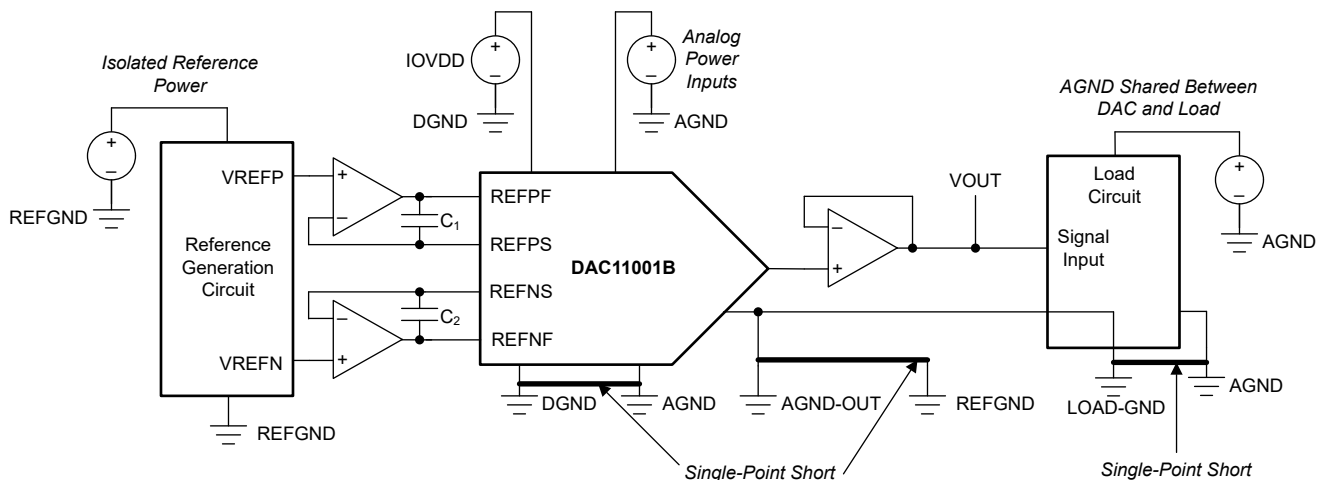 Isolated Reference
Power
IOVDD
Analog
Power
Inputs
AGND Shared Between
DAC and Load
+
−
+
−
+
−
+
−
DGND
AGND
REFGND
AGND
VREFP
VREFN
Reference
Generation
Circuit
REFGND
+
−
C1
−
+
C2
REFPF
REFPS
REFNS
REFNF
DAC11001B
−
+
VOUT
Load
Circuit
Signal
Input
DGND
AGND
AGND-OUT
REFGND
LOAD-GND
AGND
Single-Point Short
Single-Point Short